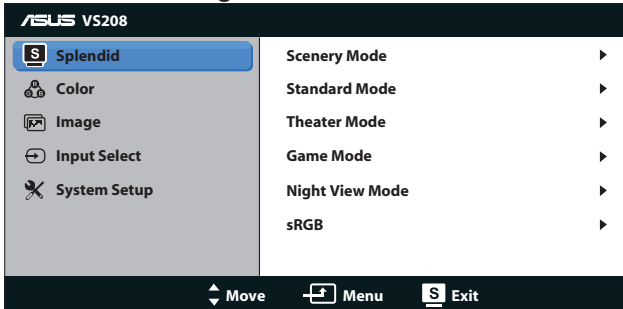 ASUS VS208
S Splendid
Color
Image
Input Select
System Setup
Scenery Mode
Standard Mode
Theater Mode
Game Mode
Night View Mode
sRGB
Move Menu S Exit